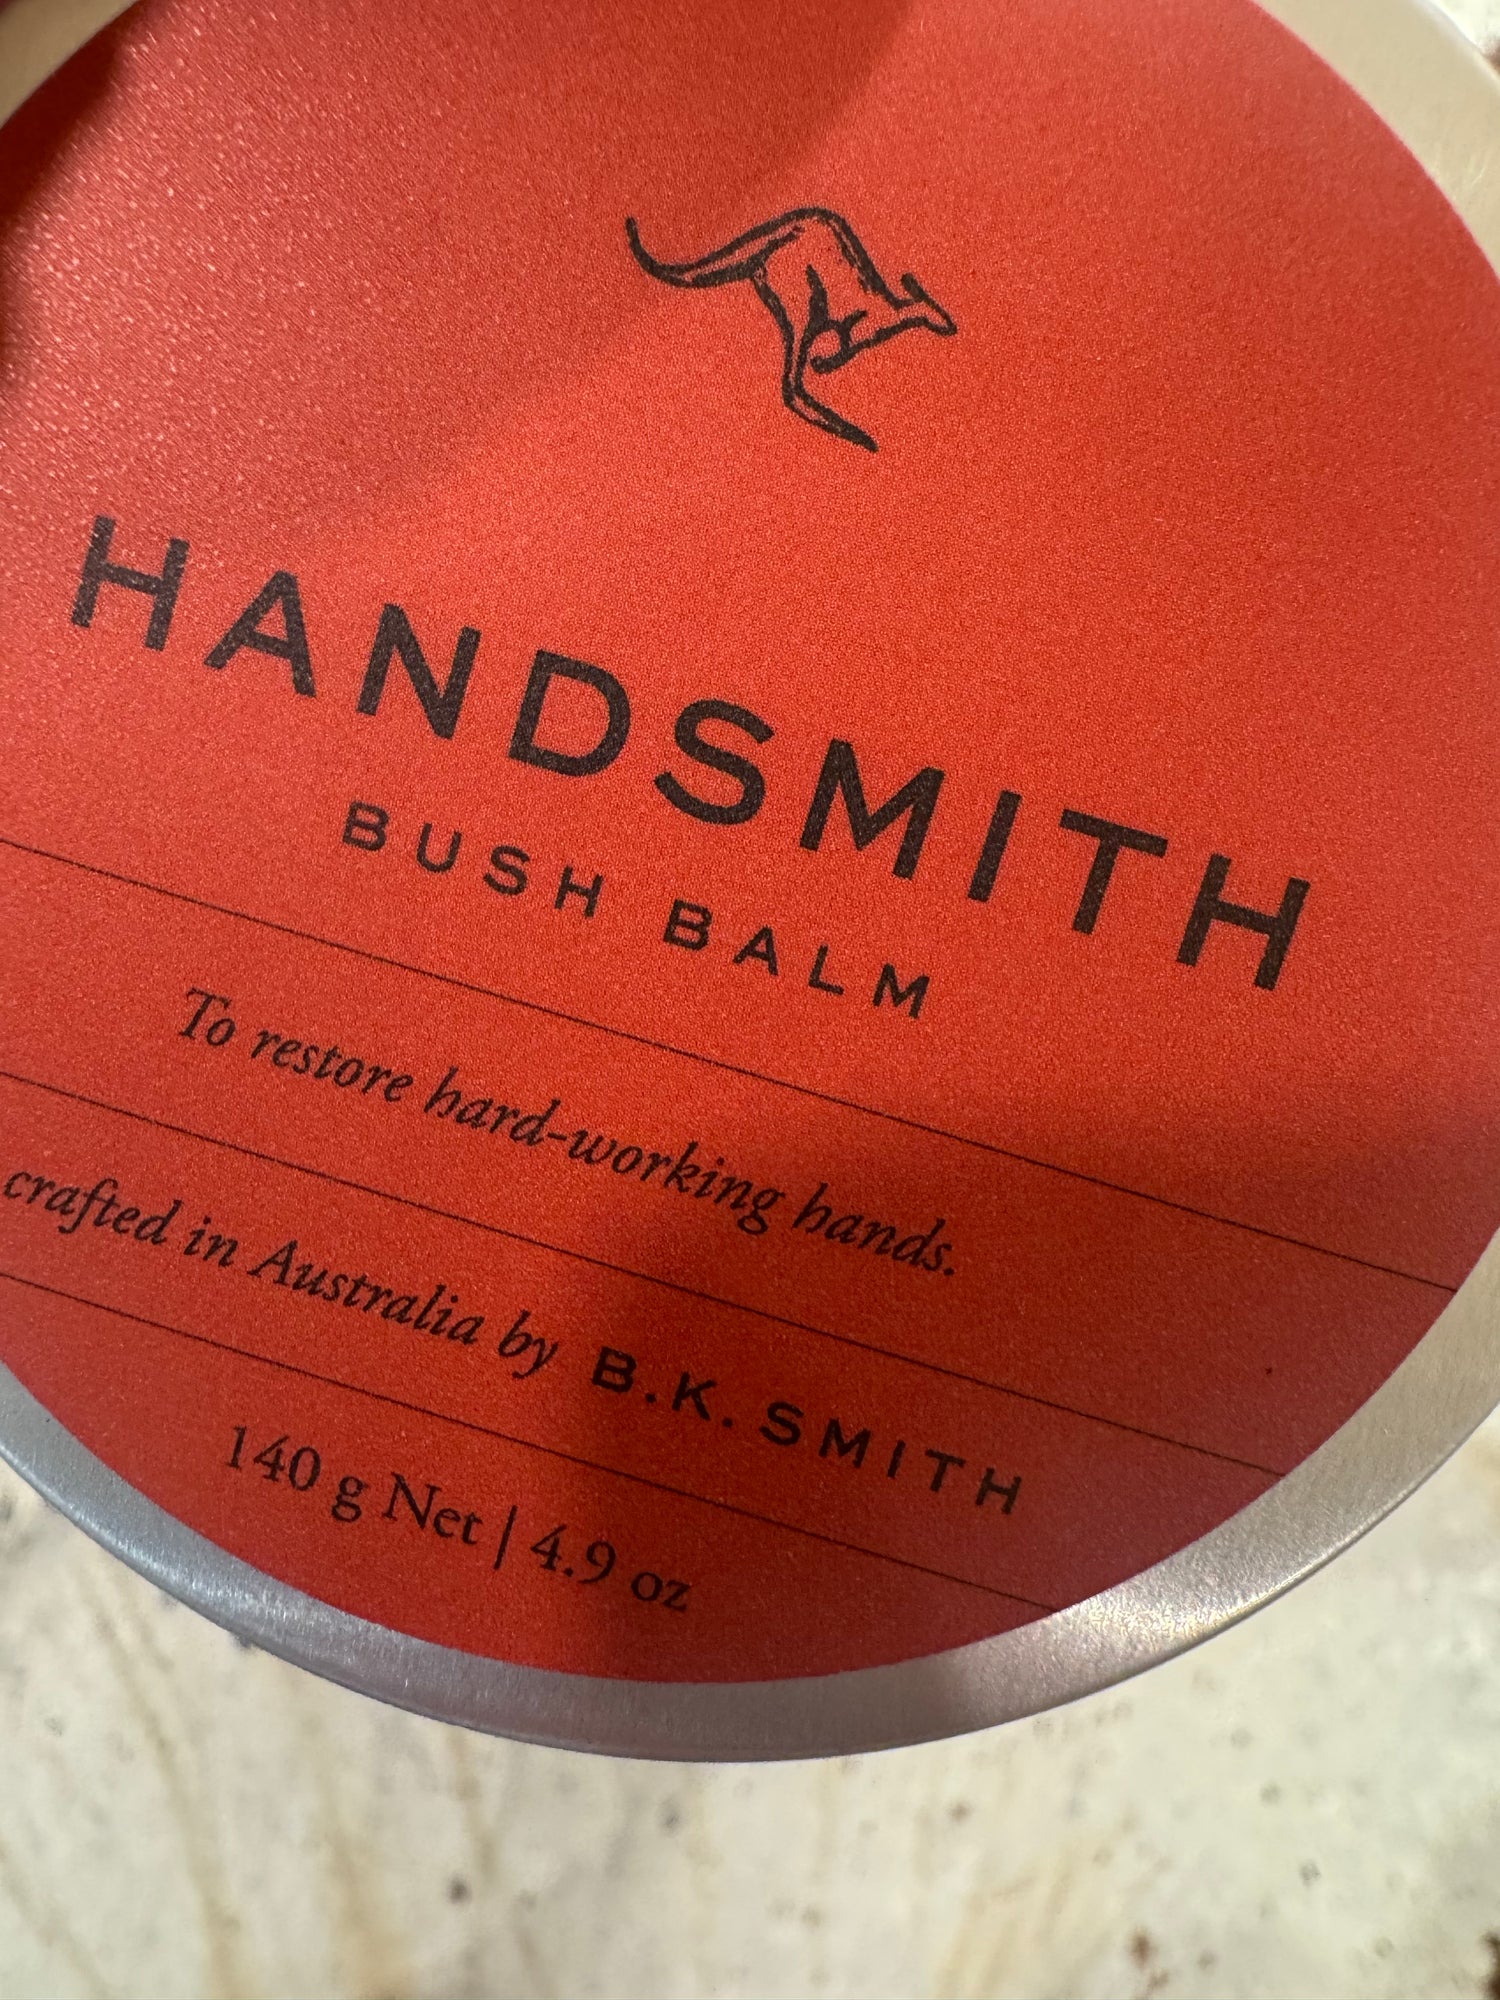 HANDSMITH
BUSH BALM
To restore hard-working hands.
crafted in Australia by B.K. SMITH
140 g Net | 4.9 oz